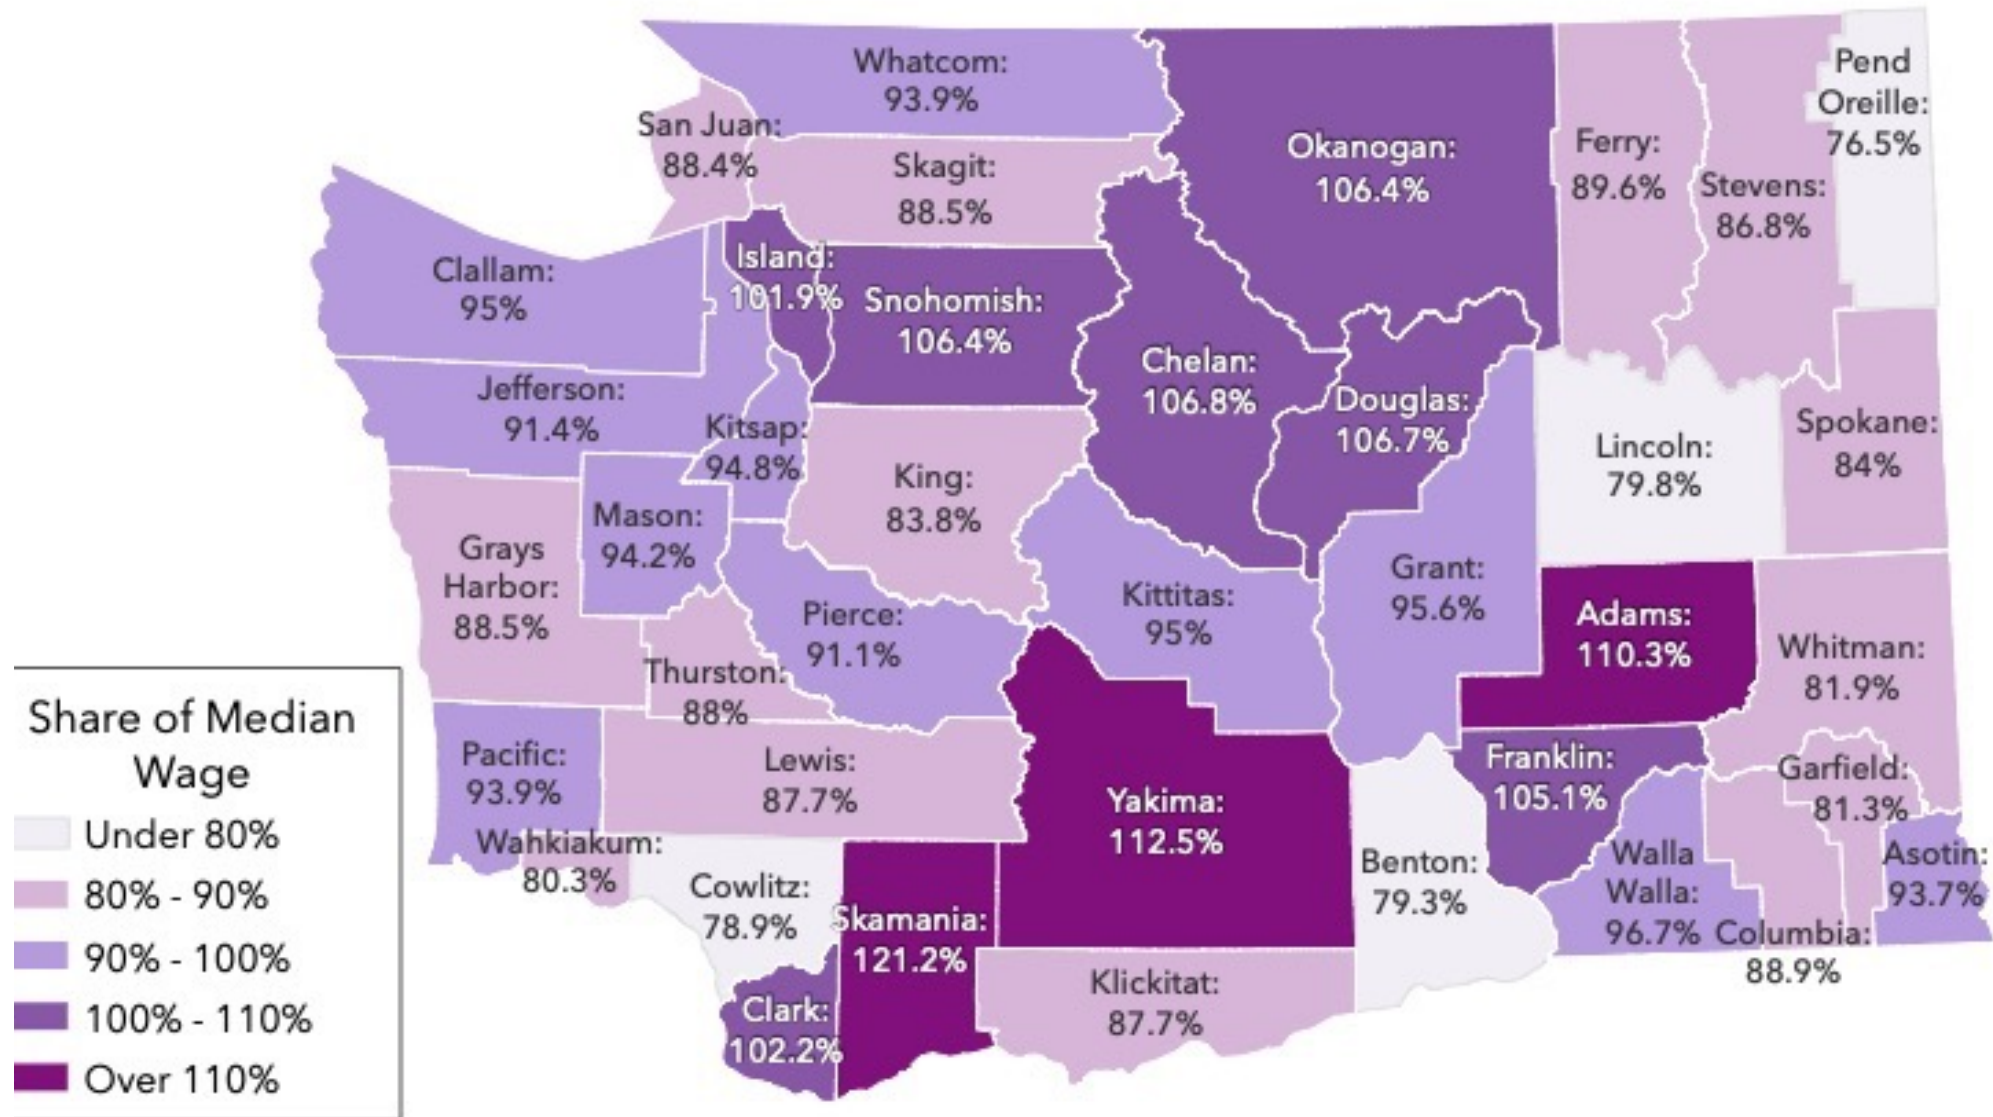 Whatcom:
93.9%
San Juan:
88.4%
Skagit:
88.5%
Okanogan:
106.4%
Ferry:
89.6%
Stevens:
86.8%
Pend
Oreille:
76.5%
Clallam:
95%
Island:
101.9%
Snohomish:
106.4%
Chelan:
106.8%
Douglas:
106.7%
Jefferson:
91.4%
Kitsap:
94.8%
King:
83.8%
Lincoln:
79.8%
Spokane:
84%
Grays
Harbor:
88.5%
Mason:
94.2%
Pierce:
91.1%
Kittitas:
95%
Grant:
95.6%
Adams:
110.3%
Whitman:
81.9%
Thurston:
88%
Pacific:
93.9%
Lewis:
87.7%
Yakima:
112.5%
Franklin:
105.1%
Garfield:
81.3%
Wahkiakum:
80.3%
Cowlitz:
78.9%
Skamania:
121.2%
Benton:
79.3%
Walla
Walla:
96.7%
Columbia:
88.9%
Asotin:
93.7%
Clark:
102.2%
Klickitat:
87.7%
Share of Median
Wage
Under 80%
80% - 90%
90% - 100%
100% - 110%
Over 110%